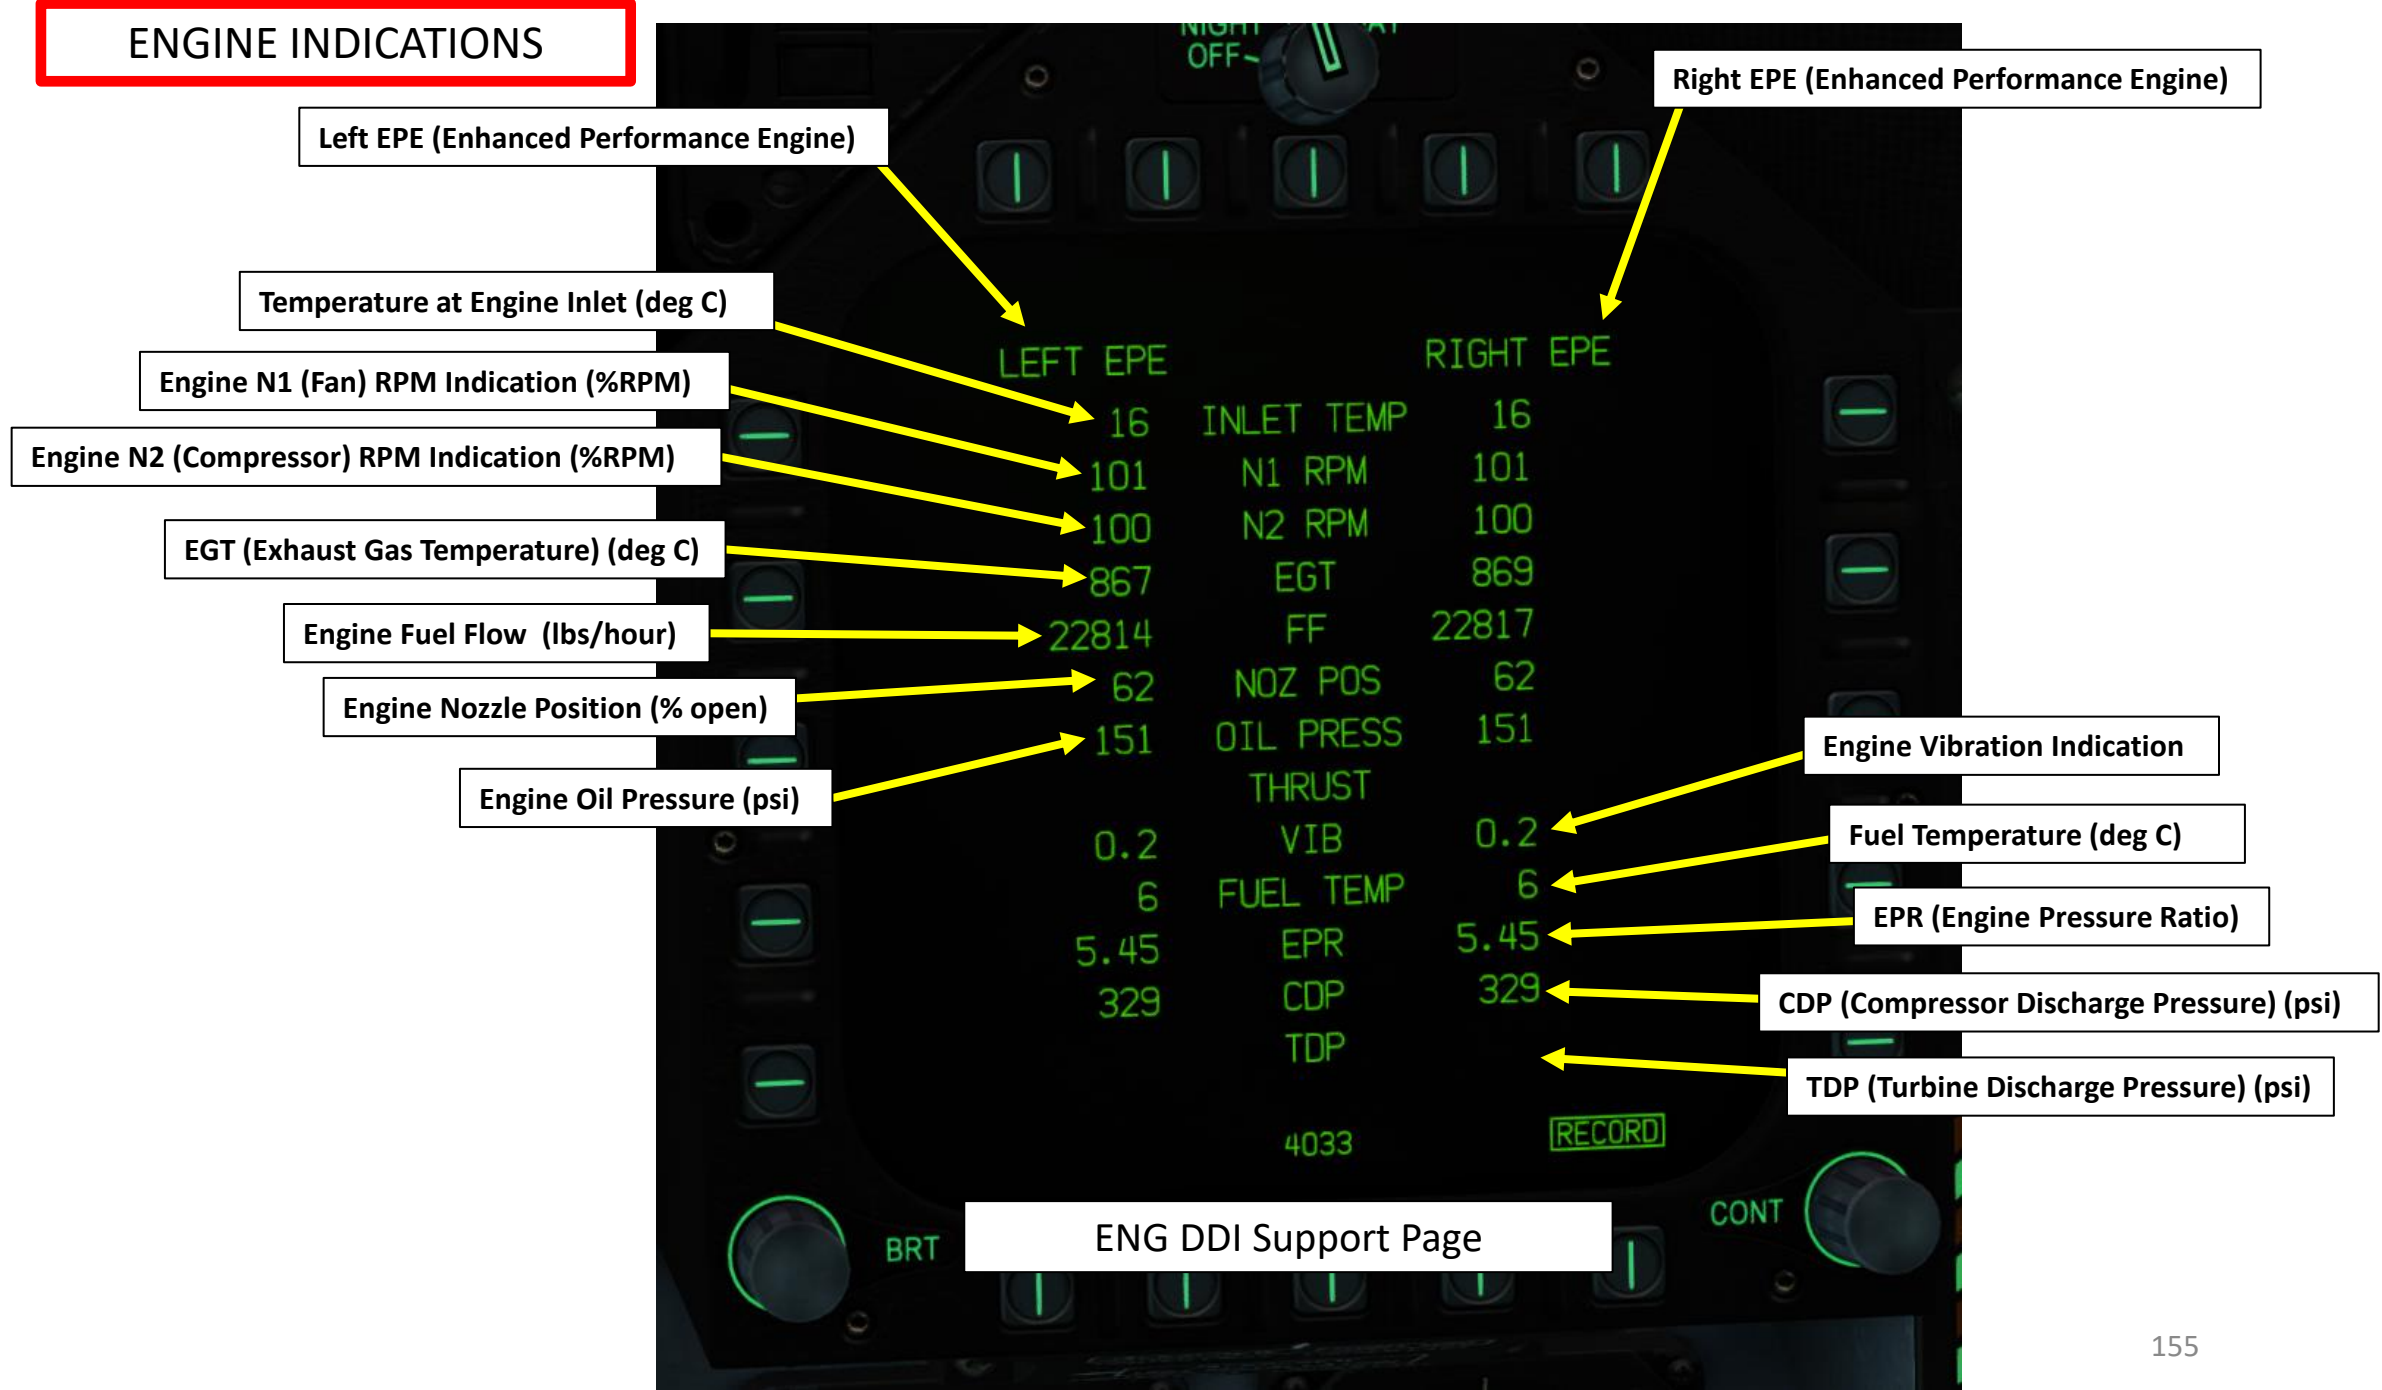 ENGINE INDICATIONS
OFF
Right EPE (Enhanced Performance Engine)
Left EPE (Enhanced Performance Engine)
Temperature at Engine Inlet (deg C)
Engine N1 (Fan) RPM Indication (%RPM)
Engine N2 (Compressor) RPM Indication (%RPM)
EGT (Exhaust Gas Temperature) (deg C)
Engine Fuel Flow (lbs/hour)
Engine Nozzle Position (% open)
Engine Oil Pressure (psi)
LEFT EPE RIGHT EPE
16 INLET TEMP 16
101 N1 RPM 101
100 N2 RPM 100
867 EGT 869
22814 FF 22817
62 NOZ POS 62
151 OIL PRESS 151
THRUST
0.2 VIB 0.2
6 FUEL TEMP 6
5.45 EPR 5.45
329 CDP 329
TDP
4033 RECORD
Engine Vibration Indication
Fuel Temperature (deg C)
EPR (Engine Pressure Ratio)
CDP (Compressor Discharge Pressure) (psi)
TDP (Turbine Discharge Pressure) (psi)
BRT
CONT
ENG DDI Support Page
155